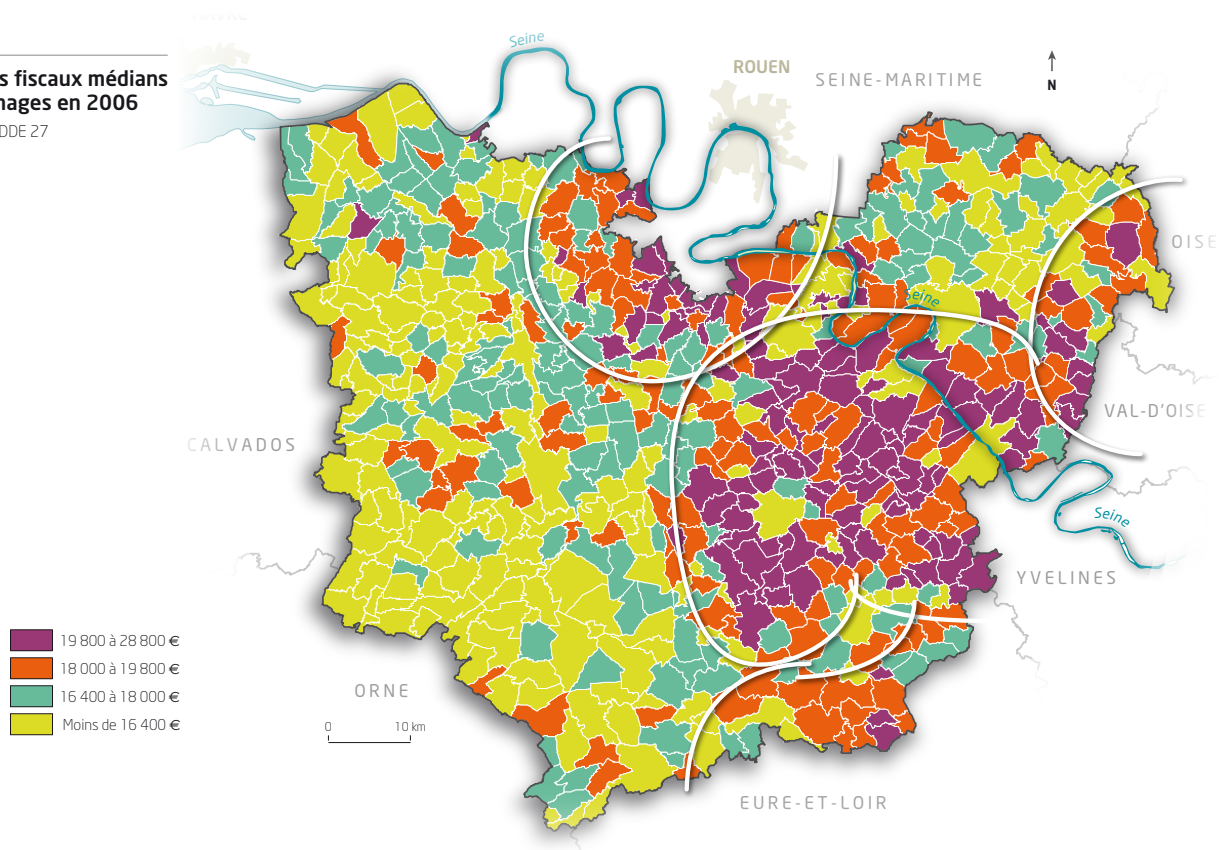 s fiscaux médians
nages en 2006
DDE 27
Seine
ROUEN
SEINE-MARITIME
N
OISE
Seine
VAL-D'OISE
CALVADOS
Seine
YVELINES
19 800 à 28 800 €
18 000 à 19 800 €
16 400 à 18 000 €
Moins de 16 400 €
ORNE
0 10 km
EURE-ET-LOIR